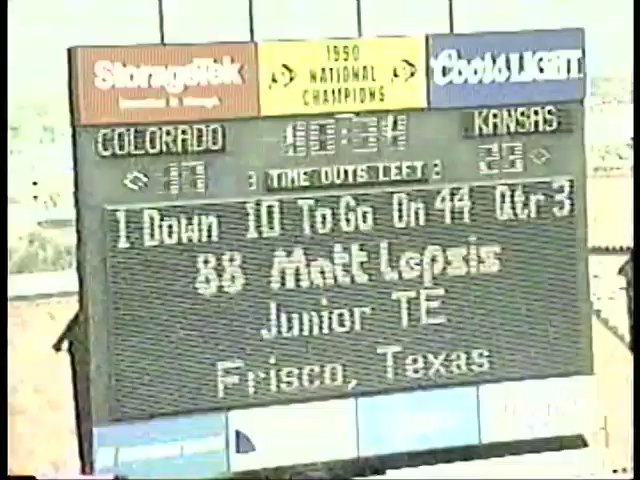 StorageTek
1990
NATIONAL
CHAMPIONS
Coors LIGHT
COLORADO
KANSAS
3 TIME OUTS LEFT 2
1 Down 10 To Go On 44 Qtr 3
88 Matt Lepsis
Junior TE
Frisco, Texas